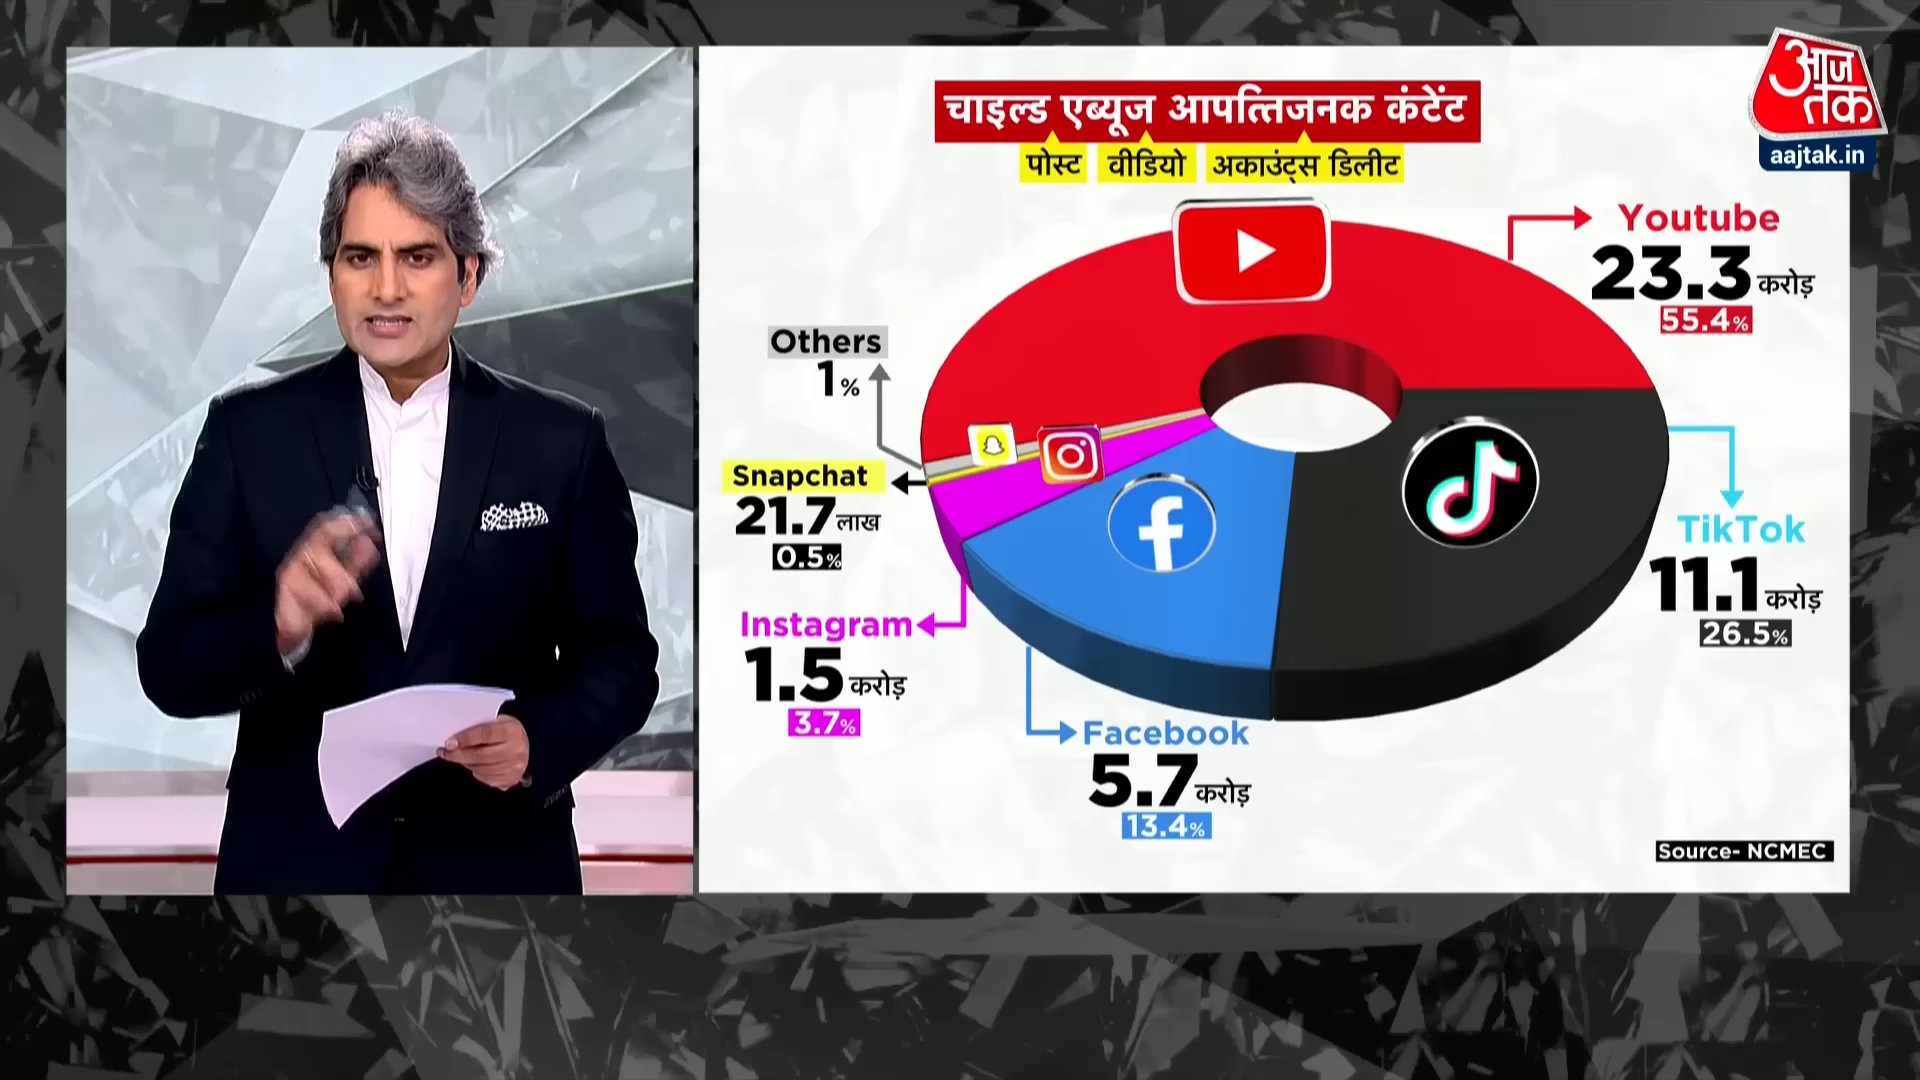 आज
तक
aajtak.in
चाइल्ड एब्यूज आपत्तिजनक कंटेंट
पोस्ट वीडियो अकाउंट्स डिलीट
Youtube
23.3 करोड़
55.4%
Others
1%
Snapchat
21.7 लाख
0.5%
TikTok
11.1 करोड़
26.5%
Instagram
1.5 करोड़
3.7%
Facebook
5.7 करोड़
13.4%
Source- NCMEC